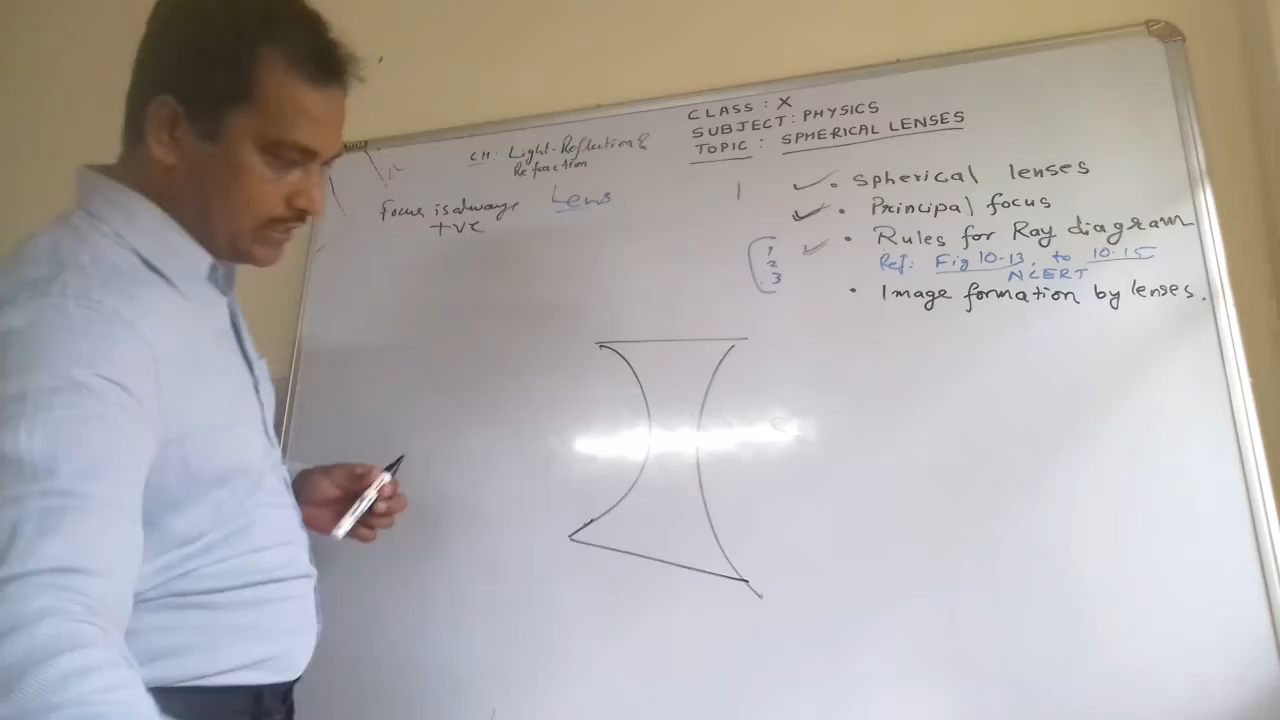 CLASS : X
SUBJECT: PHYSICS
TOPIC : SPHERICAL LENSES
CH: Light-Reflection &
Refraction
Focus is always
+ve
Lens
• Spherical lenses
• Principal focus
• Rules for Ray diagram
Ref: Fig 10.13, to 10.15
NCERT
1
2
3
• Image formation by lenses.